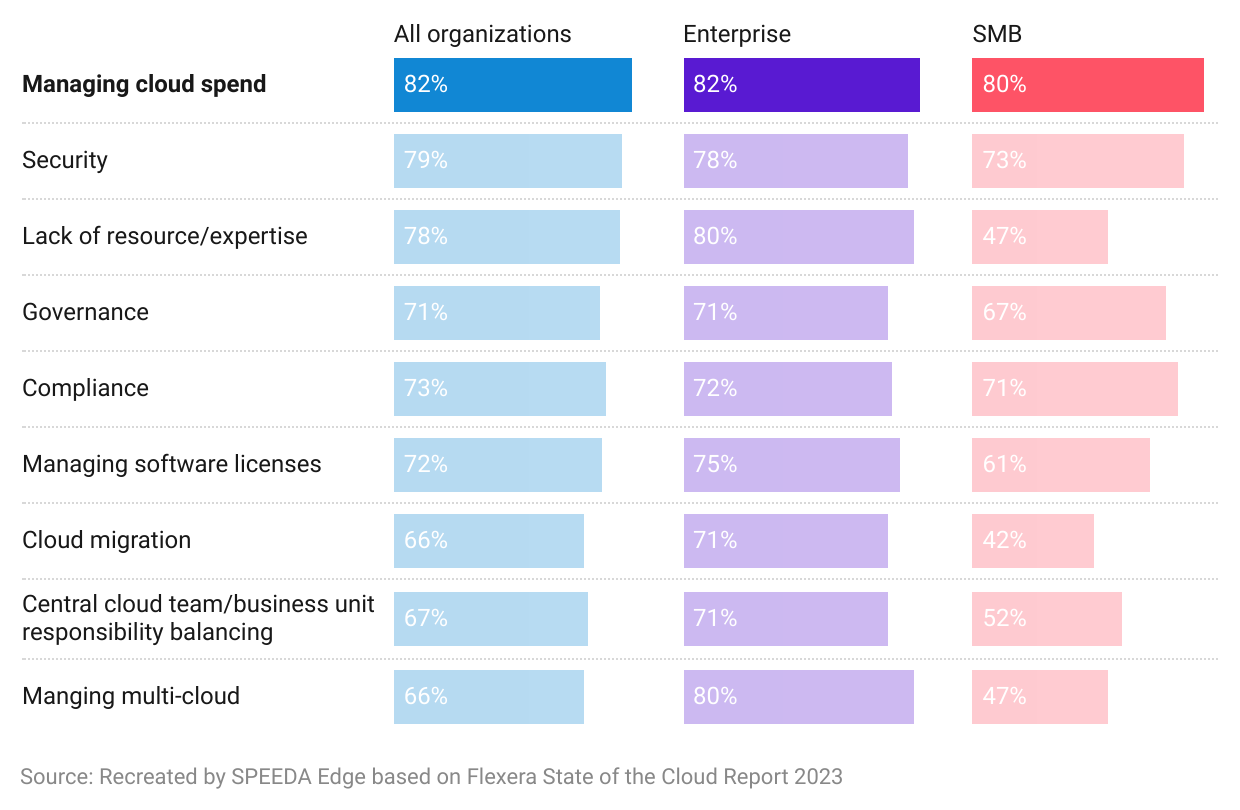 All organizations Enterprise SMB
Managing cloud spend 82% 82% 80%
Security 79% 78% 73%
Lack of resource/expertise 78% 80% 47%
Governance 71% 71% 67%
Compliance 73% 72% 71%
Managing software licenses 72% 75% 61%
Cloud migration 66% 71% 42%
Central cloud team/business unit
responsibility balancing 67% 71% 52%
Manging multi-cloud 66% 80% 47%
Source: Recreated by SPEEDA Edge based on Flexera State of the Cloud Report 2023